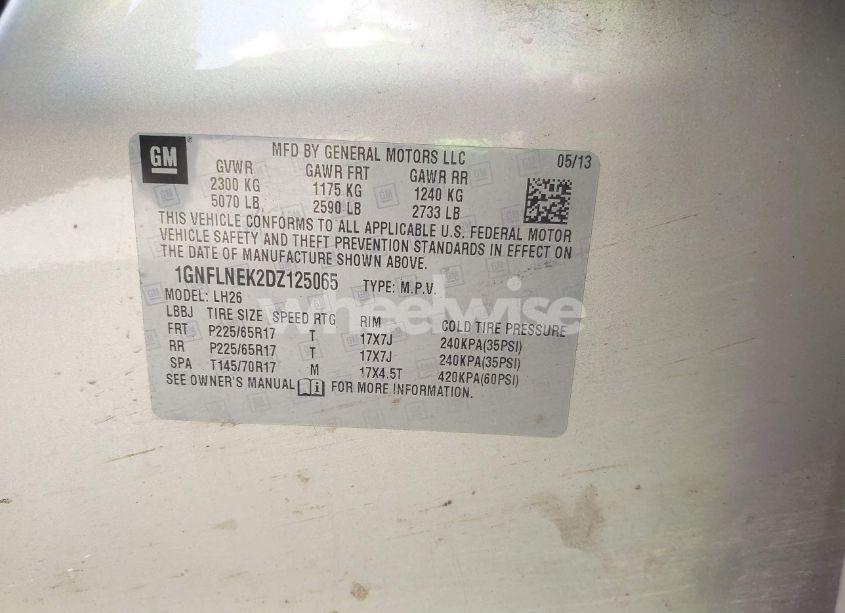 GM
MFD BY GENERAL MOTORS LLC 05/13
GVWR GAWR FRT GAWR RR
2300 KG 1175 KG 1240 KG
5070 LB 2590 LB 2733 LB
THIS VEHICLE CONFORMS TO ALL APPLICABLE U.S. FEDERAL MOTOR
VEHICLE SAFETY AND THEFT PREVENTION STANDARDS IN EFFECT ON
THE DATE OF MANUFACTURE SHOWN ABOVE.
1GNFLNEK2DZ125065 TYPE: M.P.V.
MODEL: LH26
wheelwise
LBBJ TIRE SIZE SPEED RTG RIM COLD TIRE PRESSURE
FRT P225/65R17 T 17X7J 240KPA(35PSI)
RR P225/65R17 T 17X7J 240KPA(35PSI)
SPA T145/70R17 M 17X4.5T 420KPA(60PSI)
SEE OWNER'S MANUAL FOR MORE INFORMATION.